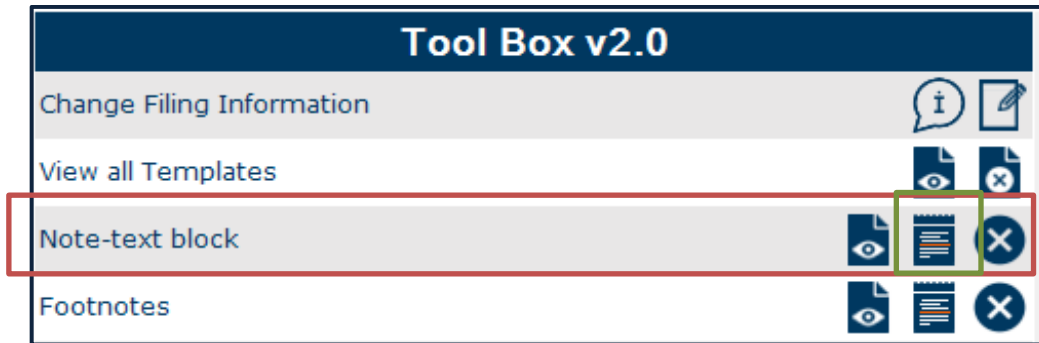 Tool Box v2.0
Change Filing Information
View all Templates
Note-text block
Footnotes